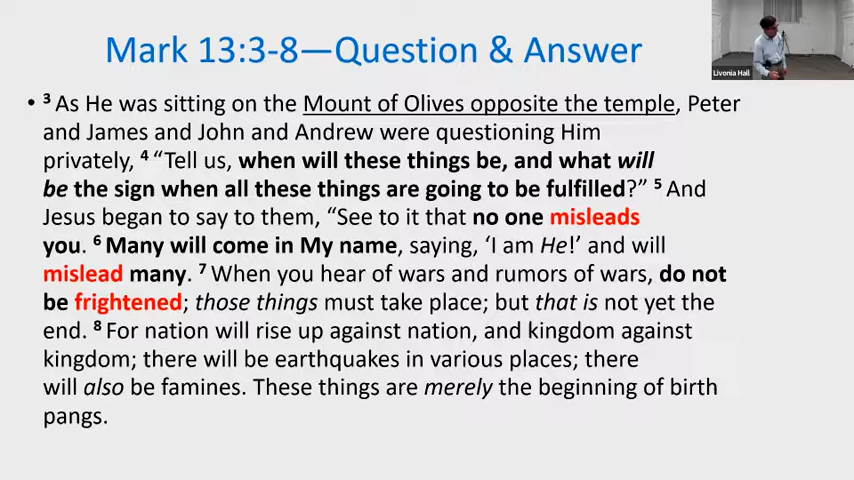 Mark 13:3-8—Question & Answer
Livonia Hall
• 3 As He was sitting on the Mount of Olives opposite the temple, Peter
and James and John and Andrew were questioning Him
privately, 4 “Tell us, when will these things be, and what will
be the sign when all these things are going to be fulfilled?” 5 And
Jesus began to say to them, “See to it that no one misleads
you. 6 Many will come in My name, saying, ‘I am He!’ and will
mislead many. 7 When you hear of wars and rumors of wars, do not
be frightened; those things must take place; but that is not yet the
end. 8 For nation will rise up against nation, and kingdom against
kingdom; there will be earthquakes in various places; there
will also be famines. These things are merely the beginning of birth
pangs.